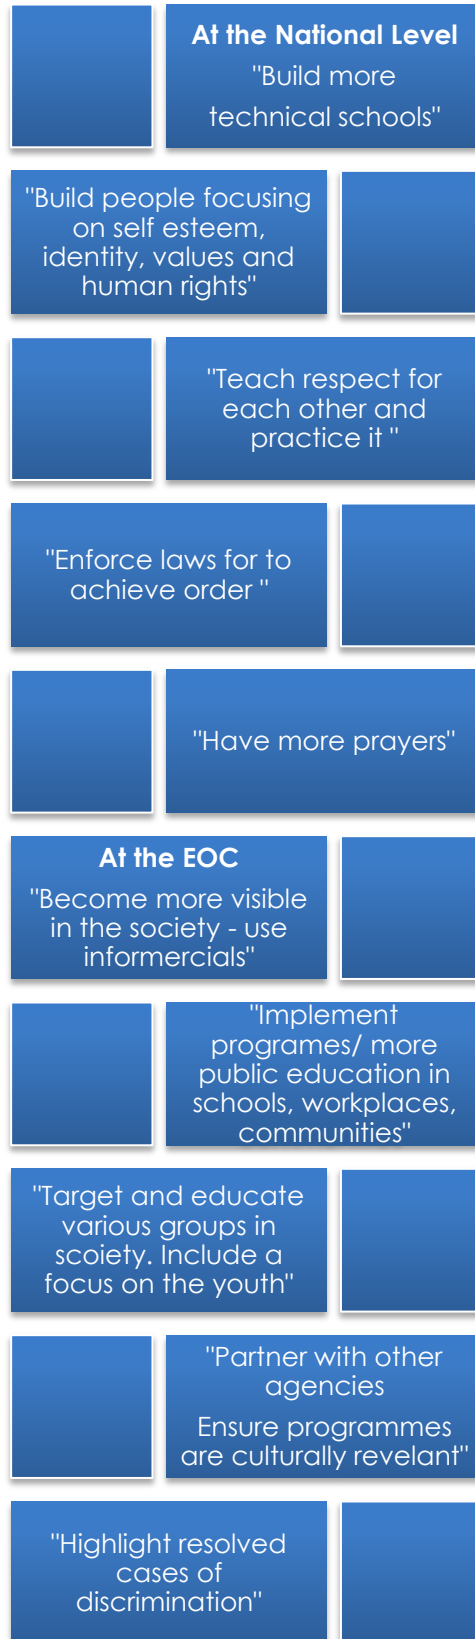 At the National Level
"Build more
technical schools"
"Build people focusing
on self esteem,
identity, values and
human rights"
"Teach respect for
each other and
practice it "
"Enforce laws for to
achieve order "
"Have more prayers"
At the EOC
"Become more visible
in the society - use
informercials"
"Implement
programes/ more
public education in
schools, workplaces,
communities"
"Target and educate
various groups in
scoiety. Include a
focus on the youth"
"Partner with other
agencies
Ensure programmes
are culturally revelant"
"Highlight resolved
cases of
discrimination"